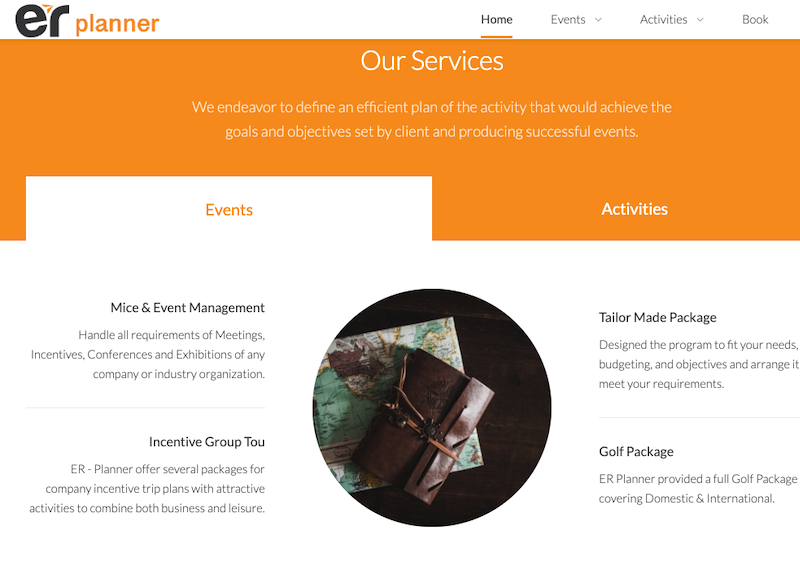 er planner
Home
Events
Activities
Book
Our Services
We endeavor to define an efficient plan of the activity that would achieve the
goals and objectives set by client and producing successful events.
Events
Activities
Mice & Event Management
Handle all requirements of Meetings,
Incentives, Conferences and Exhibitions of any
company or industry organization.
Incentive Group Tou
ER - Planner offer several packages for
company incentive trip plans with attractive
activities to combine both business and leisure.
Tailor Made Package
Designed the program to fit your needs,
budgeting, and objectives and arrange it
meet your requirements.
Golf Package
ER Planner provided a full Golf Package
covering Domestic & International.